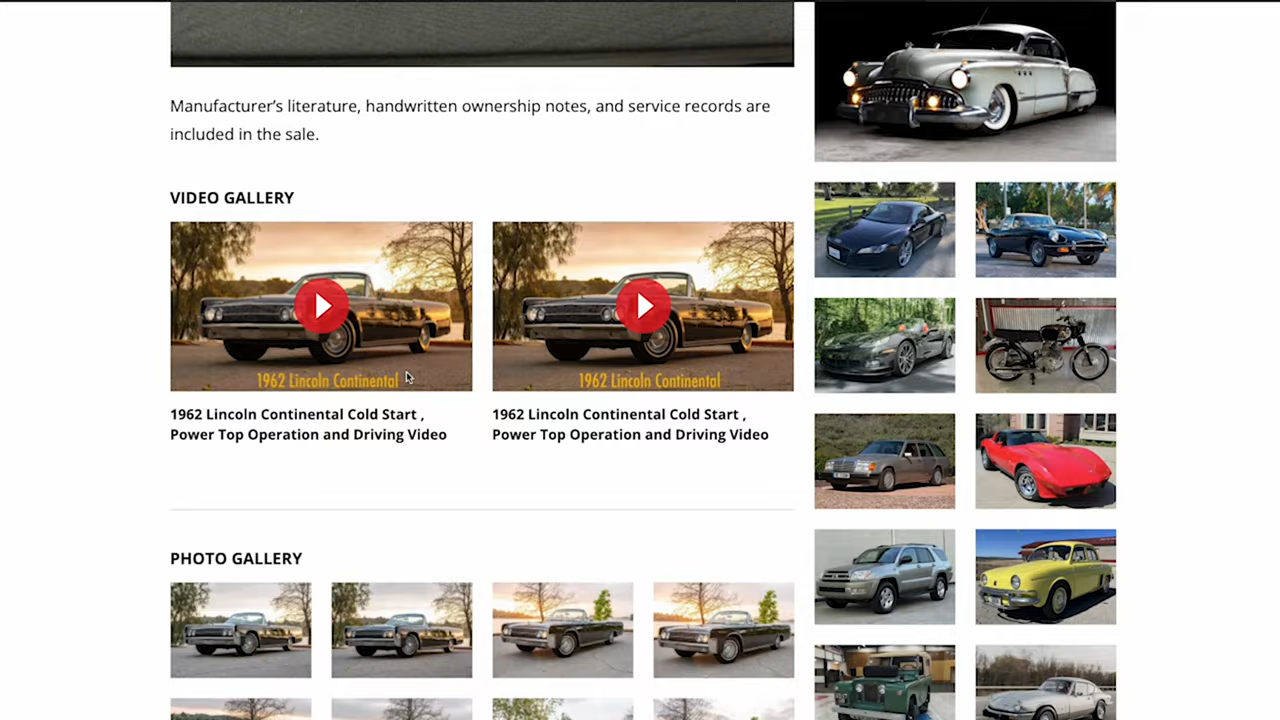 Manufacturer’s literature, handwritten ownership notes, and service records are
included in the sale.
VIDEO GALLERY
1962 Lincoln Continental
1962 Lincoln Continental
1962 Lincoln Continental Cold Start ,
Power Top Operation and Driving Video
1962 Lincoln Continental Cold Start ,
Power Top Operation and Driving Video
PHOTO GALLERY